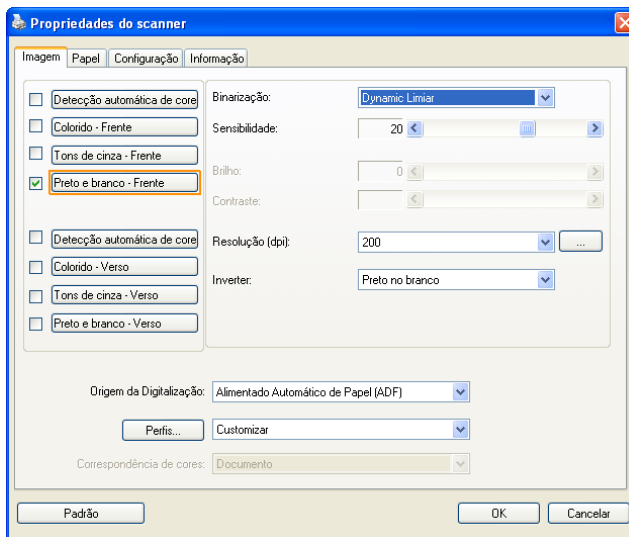 Propriedades do scanner
Imagem Papel Configuração Informação
Detecção automática de core
Colorido - Frente
Tons de cinza - Frente
Preto e branco - Frente
Detecção automática de core
Colorido - Verso
Tons de cinza - Verso
Preto e branco - Verso
Binarização: Dynamic Limiar
Sensibilidade: 20
Brilho: 0
Contraste:
Resolução (dpi): 200 ...
Inverter: Preto no branco
Origem da Digitalização: Alimentado Automático de Papel (ADF)
Perfis... Customizar
Correspondência de cores: Documento
Padrão OK Cancelar